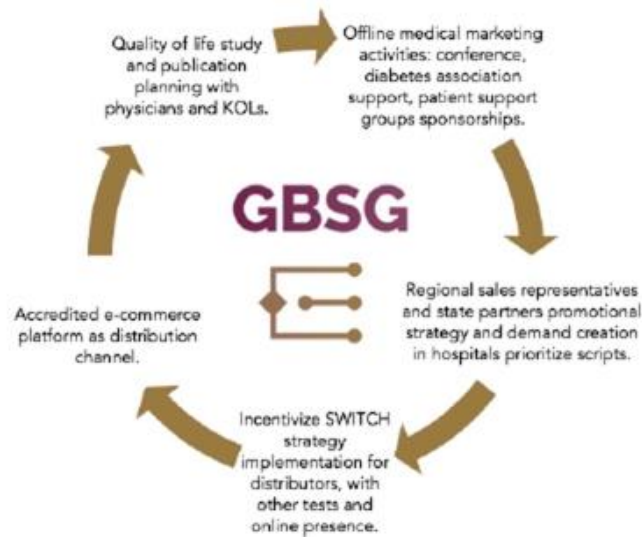 Quality of life study
and publication
planning with
physicians and KOLs.
Offline medical marketing
activities: conference,
diabetes association
support, patient support
groups sponsorships.
GBSG
Accredited e-commerce
platform as distribution
channel.
Regional sales representatives
and state partners promotional
strategy and demand creation
in hospitals prioritize scripts.
Incentivize SWITCH
strategy
implementation for
distributors, with
other tests and
online presence.